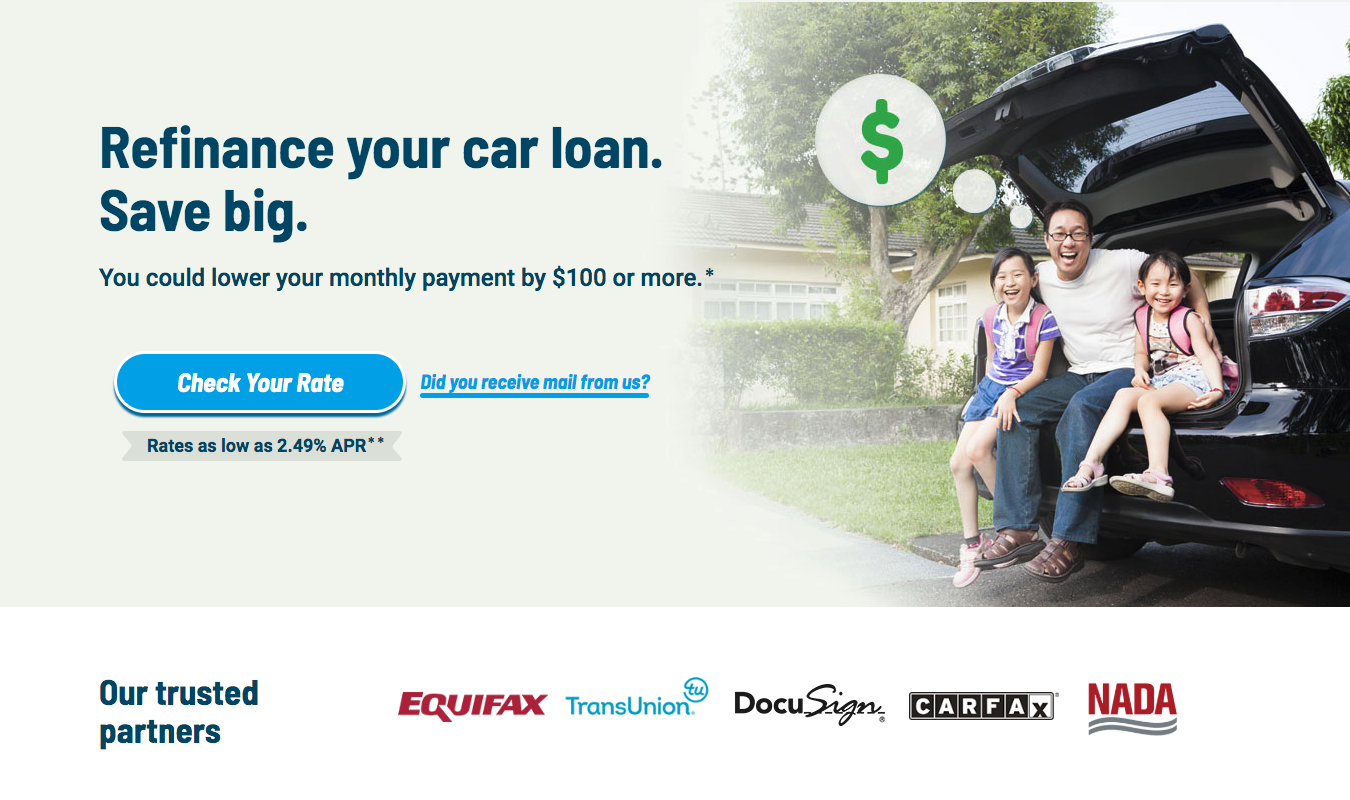 Refinance your car loan.
Save big.
You could lower your monthly payment by $100 or more.*
Check Your Rate
Did you receive mail from us?
Rates as low as 2.49% APR**
$
Our trusted
partners
EQUIFAX
TransUnion®
tu
DocuSign®
CARFAX®
NADA